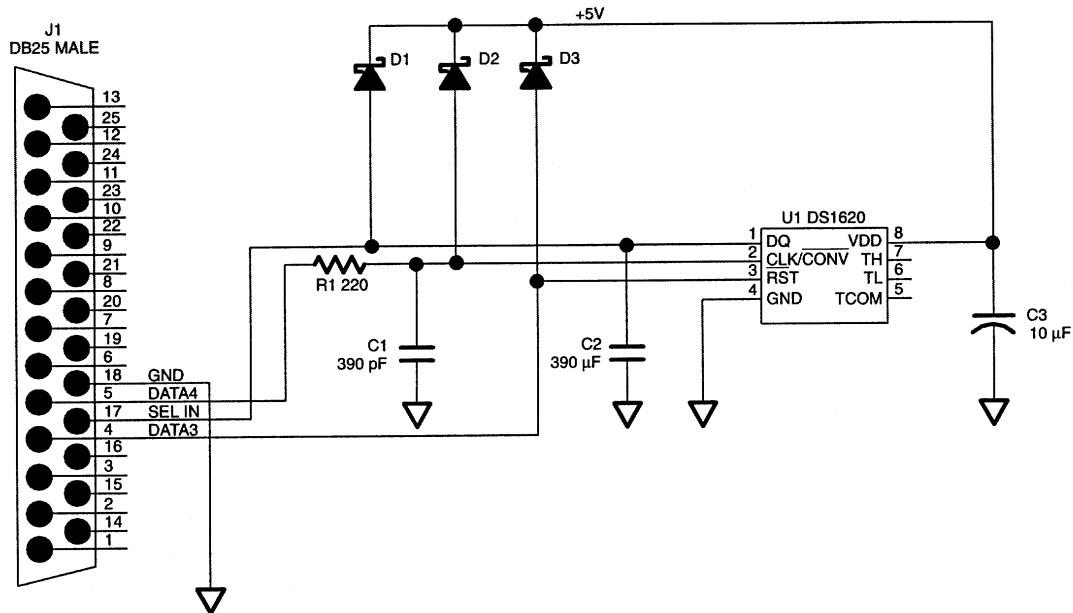 J1
DB25 MALE
13
25
12
24
11
23
10
22
9
21
8
20
7
19
6
18 GND
5 DATA4
17 SEL IN
4 DATA3
16
3
15
2
14
1
+5V
D1
D2
D3
R1 220
C1
390 pF
C2
390 µF
U1 DS1620
1 DQ VDD 8
2 CLK/CONV TH 7
3 RST TL 6
4 GND TCOM 5
C3
10 µF